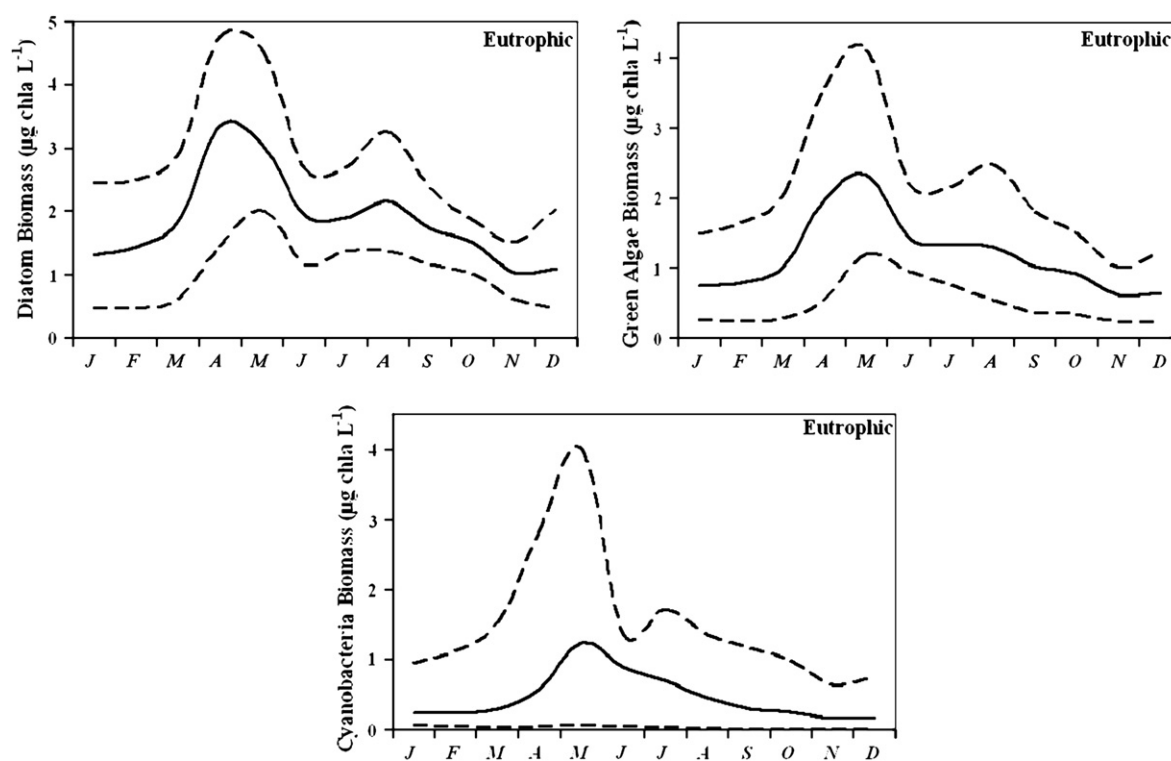 Diatom Biomass (µg chla L-1)
5
4
3
2
1
0
Eutrophic
J F M A M J J A S O N D
Green Algae Biomass (µg chla L-1)
4
3
2
1
0
Eutrophic
J F M A M J J A S O N D
Cyanobacteria Biomass (µg chla L-1)
4
3
2
1
0
Eutrophic
J F M A M J J A S O N D